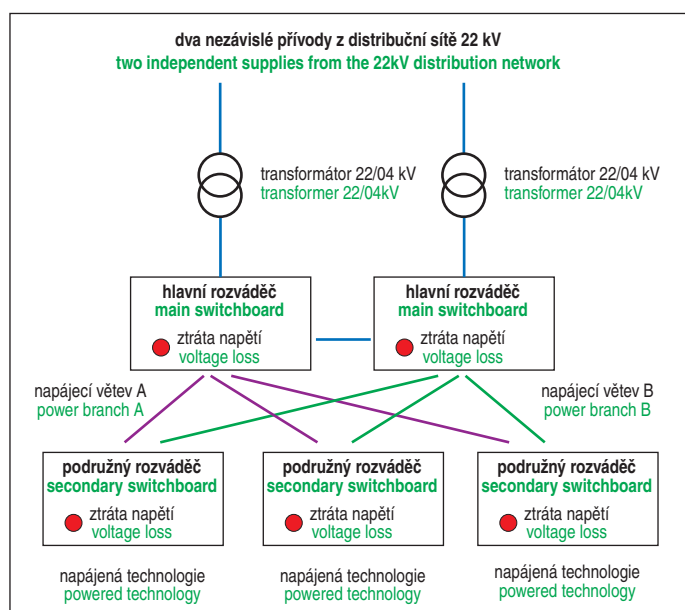 dva nezávislé přívody z distribuční sítě 22 kV
two independent supplies from the 22kV distribution network
transformátor 22/04 kV
transformer 22/04kV
transformátor 22/04 kV
transformer 22/04kV
hlavní rozváděč
main switchboard
ztráta napětí
voltage loss
hlavní rozváděč
main switchboard
ztráta napětí
voltage loss
napájecí větev A
power branch A
napájecí větev B
power branch B
podružný rozváděč
secondary switchboard
ztráta napětí
voltage loss
podružný rozváděč
secondary switchboard
ztráta napětí
voltage loss
podružný rozváděč
secondary switchboard
ztráta napětí
voltage loss
napájená technologie
powered technology
napájená technologie
powered technology
napájená technologie
powered technology